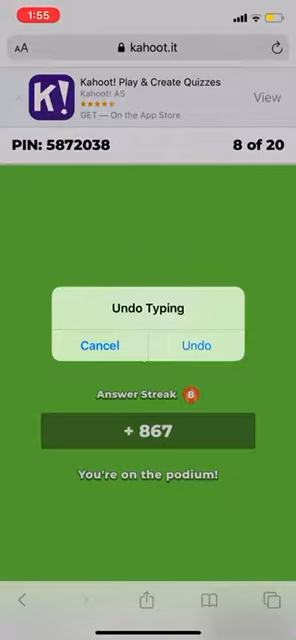 1:55
AA
kahoot.it
K!
Kahoot! Play & Create Quizzes
Kahoot! AS
GET — On the App Store
View
PIN: 5872038
8 of 20
Undo Typing
Cancel
Undo
Answer Streak 8
+ 867
You're on the podium!